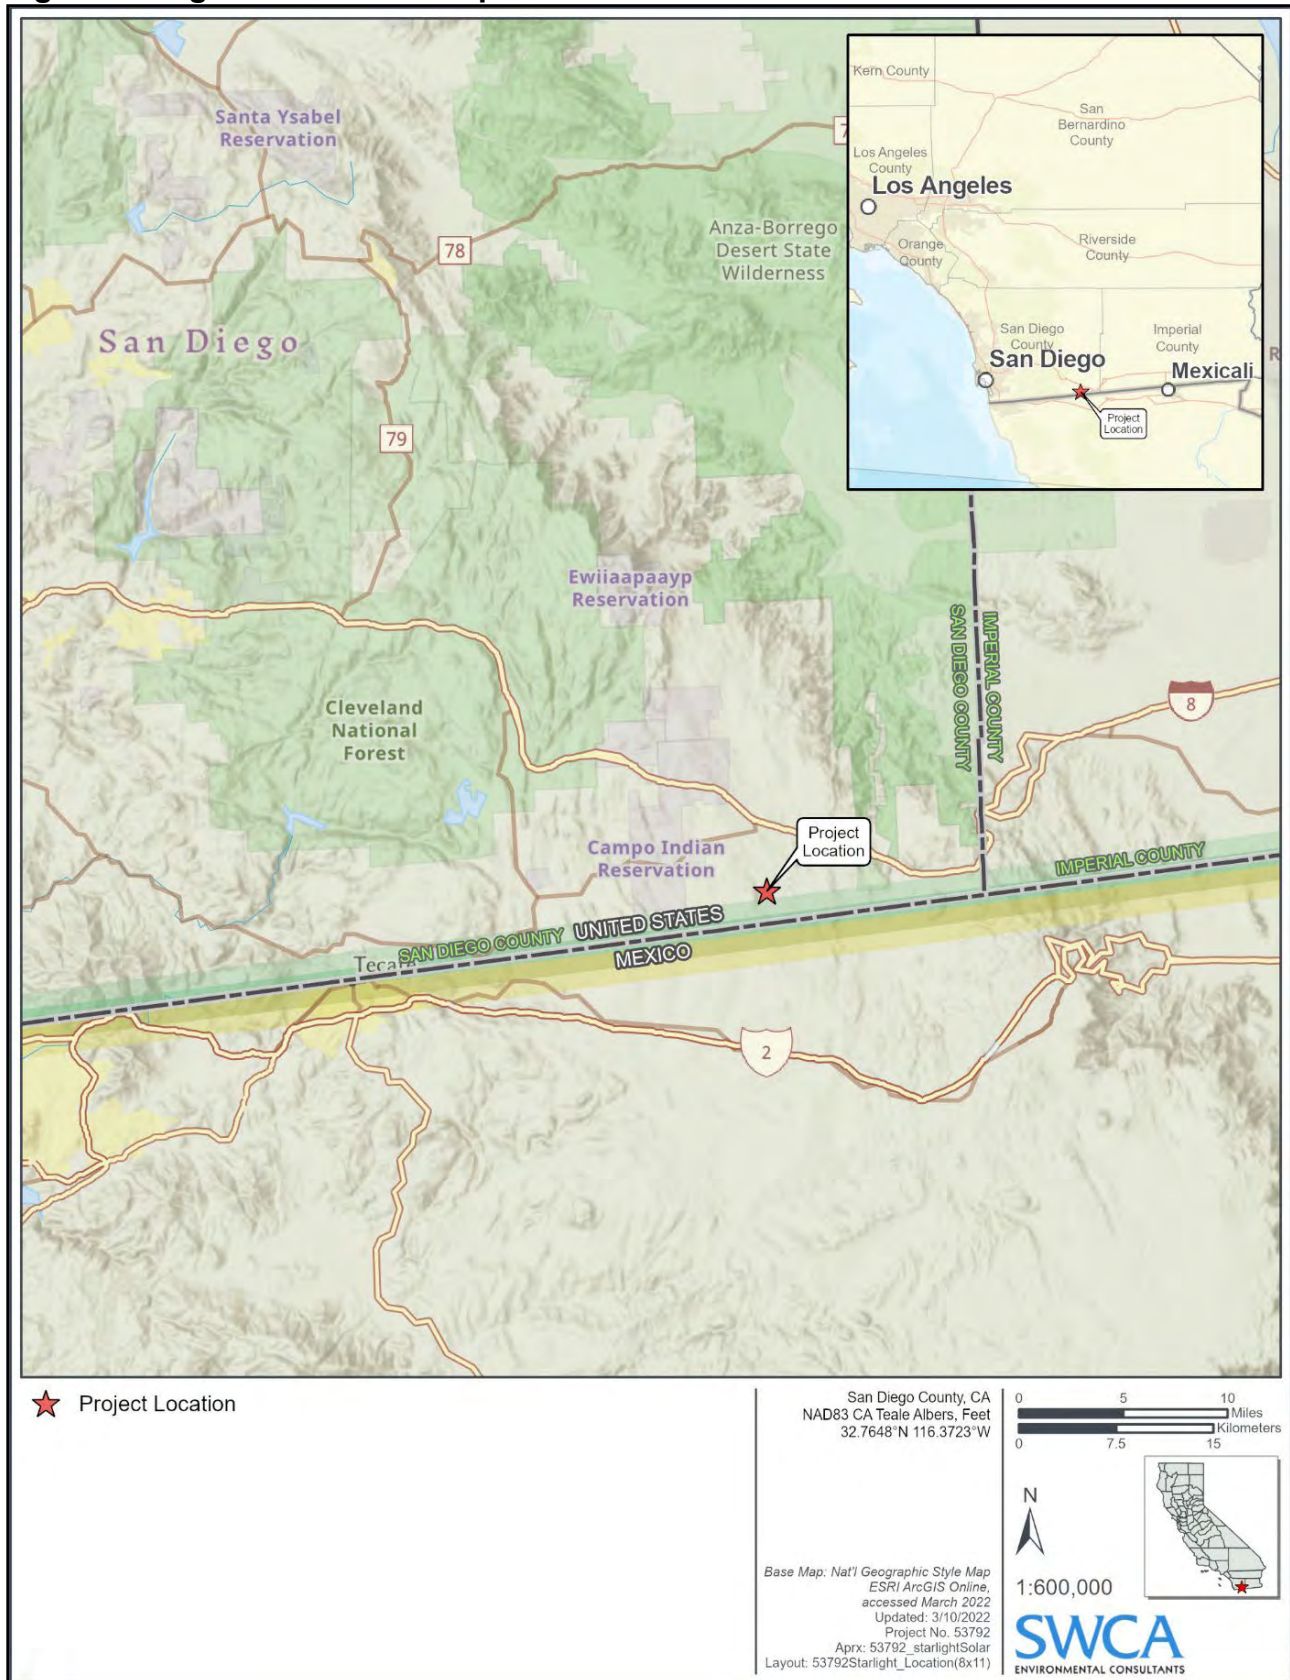 Santa Ysabel
Reservation
78
Anza-Borrego
Desert State
Wilderness
San Diego
79
Ewiiaapaayp
Reservation
Cleveland
National
Forest
Campo Indian
Reservation
Project
Location
SAN DIEGO COUNTY
IMPERIAL COUNTY
8
IMPERIAL COUNTY
SAN DIEGO COUNTY
UNITED STATES
MEXICO
2
Kern County
San
Bernardino
County
Los Angeles
County
Los Angeles
Orange
County
Riverside
County
San Diego
County
Imperial
County
San Diego
Mexicali
Project
Location
Project Location
San Diego County, CA
NAD83 CA Teale Albers, Feet
32.7648°N 116.3723°W
Base Map: Nat'l Geographic Style Map
ESRI ArcGIS Online,
accessed March 2022
Updated: 3/10/2022
Project No. 53792
Aprx: 53792_starlightSolar
Layout: 53792Starlight_Location(8x11)
0 5 10
Miles
Kilometers
0 7.5 15
N
1:600,000
SWCA
ENVIRONMENTAL CONSULTANTS